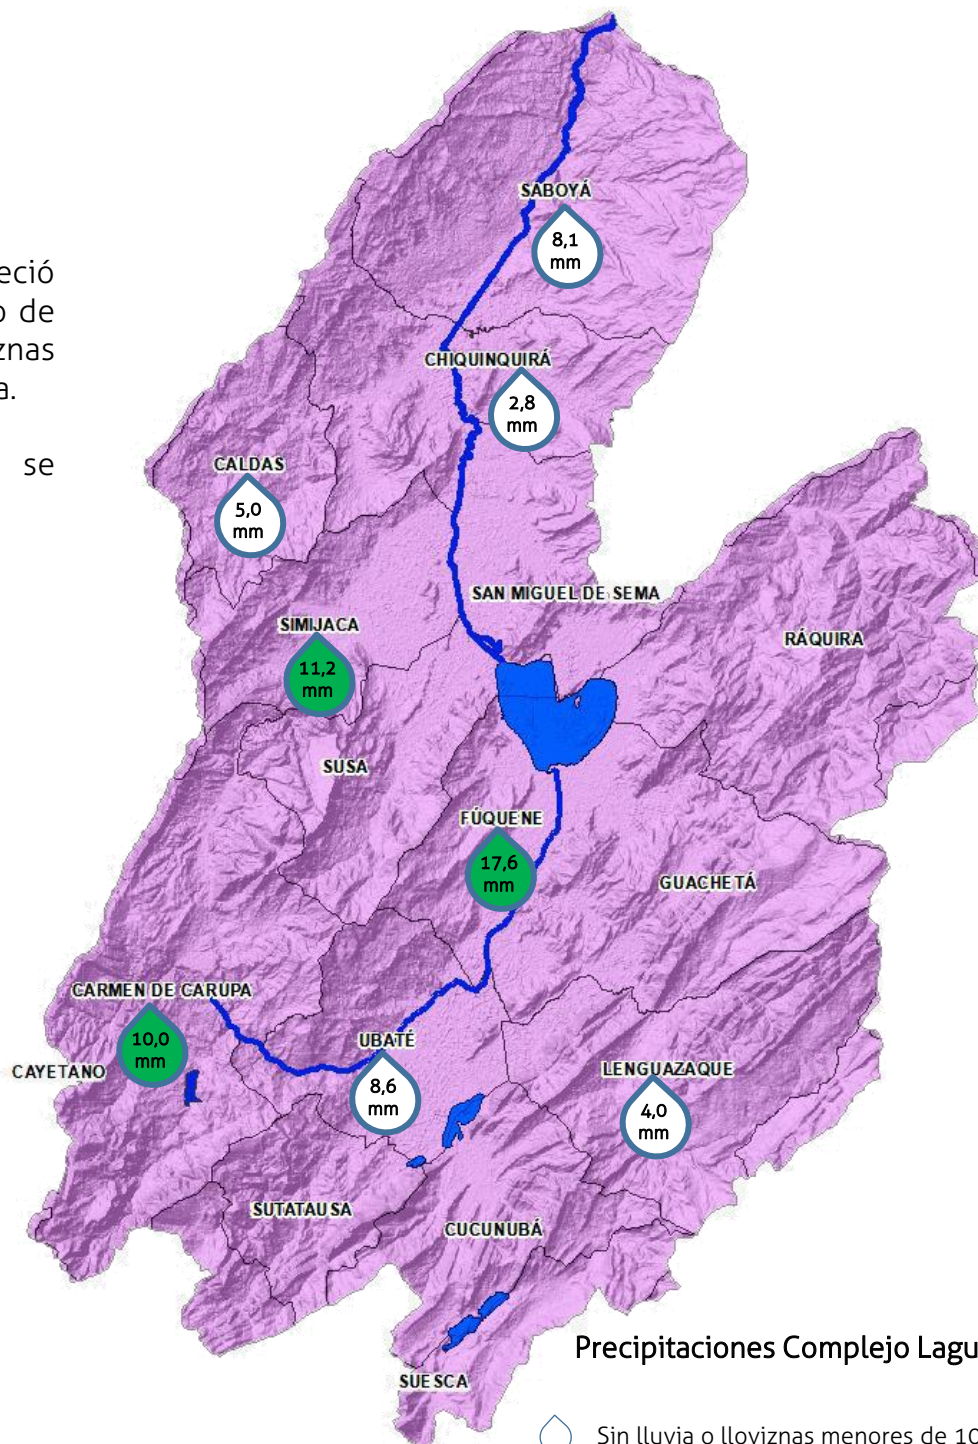 SABOYÁ
8,1
mm
eció
o de
znas
a.
CHIQUINQUIRÁ
2,8
mm
se
CALDAS
5,0
mm
SAN MIGUEL DE SEMA
SIMIJACA
RÁQUIRA
11,2
mm
SUSA
FÚQUENE
17,6
mm
GUACHETÁ
CARMEN DE CARUPA
10,0
mm
UBATÉ
CAYETANO
LENGUAZAQUE
8,6
mm
4,0
mm
SUTATAUSA
CUCUNUBÁ
Precipitaciones Complejo Lagu
SUESCA
Sin lluvia o lloviznas menores de 10